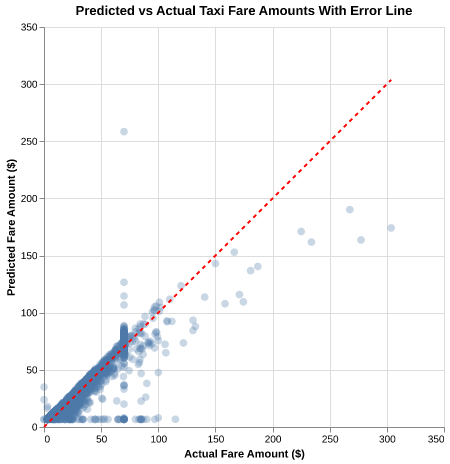 Predicted vs Actual Taxi Fare Amounts With Error Line
350
300
250
200
150
100
50
0
Predicted Fare Amount ($)
0 50 100 150 200 250 300 350
Actual Fare Amount ($)